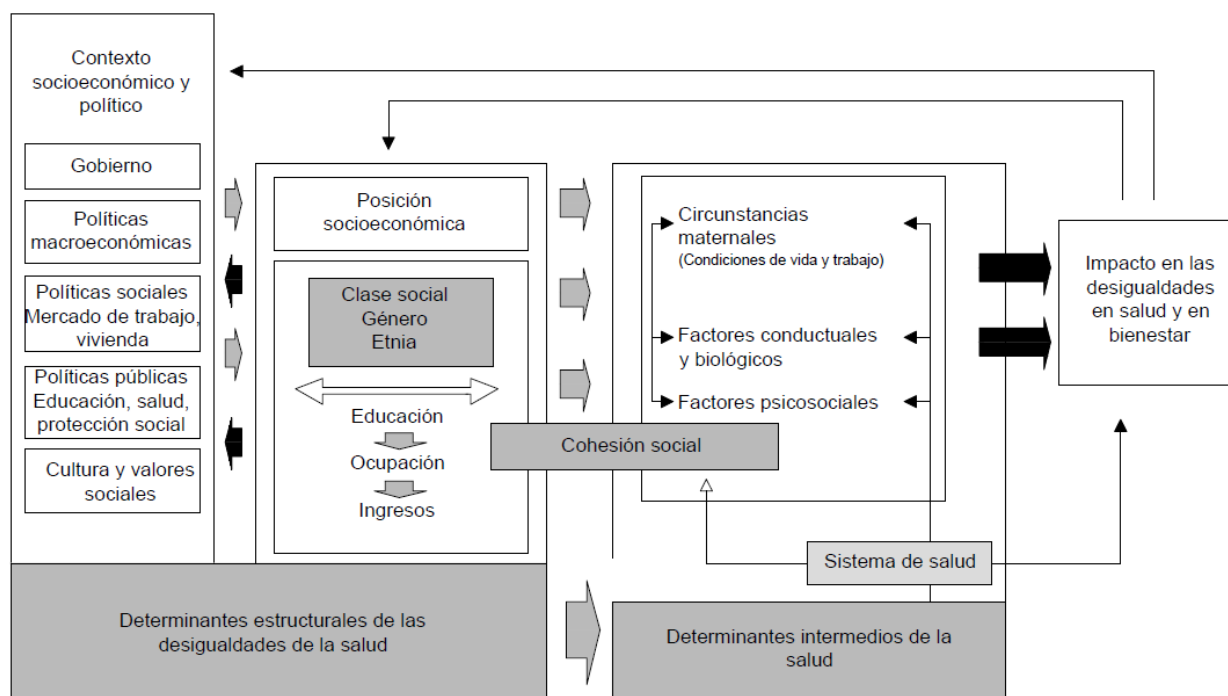 Contexto
socioeconómico y
político
Gobierno
Políticas
macroeconómicas
Políticas sociales
Mercado de trabajo,
vivienda
Políticas públicas
Educación, salud,
protección social
Cultura y valores
sociales
Posición
socioeconómica
Clase social
Género
Etnia
Educación
Ocupación
Ingresos
Cohesión social
Circunstancias
maternales
(Condiciones de vida y trabajo)
Factores conductuales
y biológicos
Factores psicosociales
Sistema de salud
Impacto en las
desigualdades
en salud y en
bienestar
Determinantes estructurales de las
desigualdades de la salud
Determinantes intermedios de la
salud